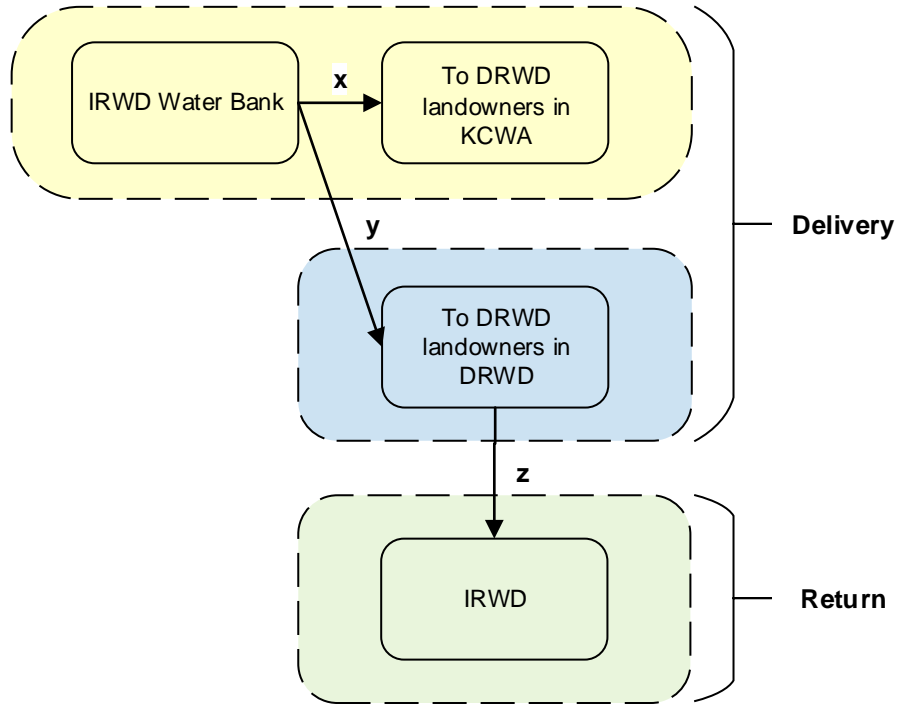 IRWD Water Bank
x
To DRWD
landowners in
KCWA
y
Delivery
To DRWD
landowners in
DRWD
z
IRWD
Return